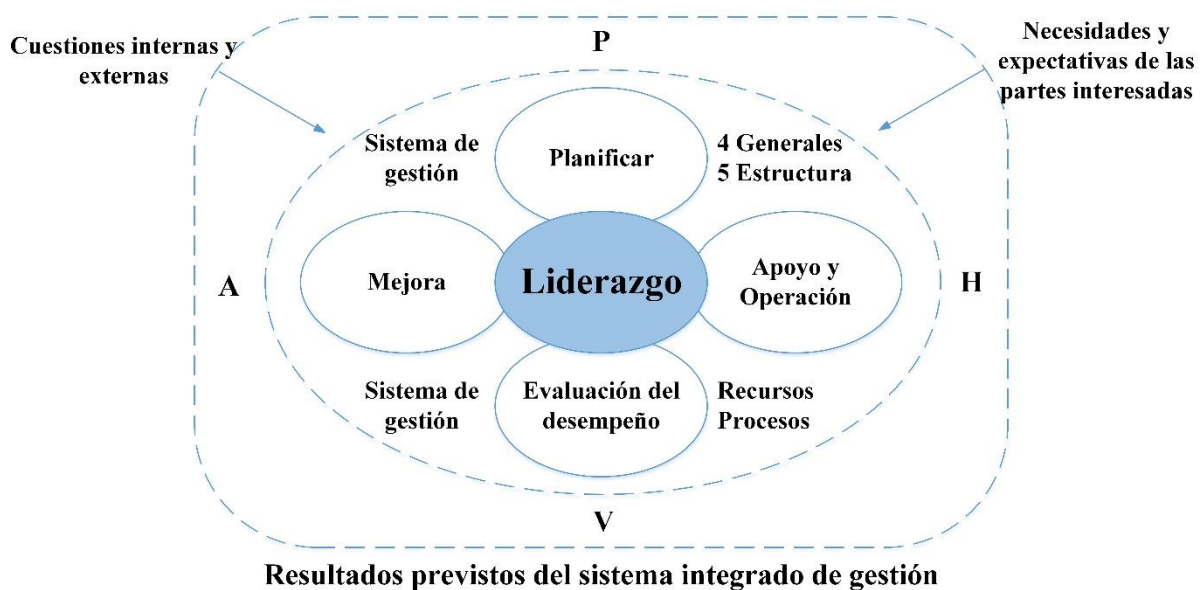 P
Cuestiones internas y
externas
Necesidades y
expectativas de las
partes interesadas
Sistema de
gestión
Planificar
4 Generales
5 Estructura
A
Mejora
Liderazgo
Apoyo y
Operación
H
Sistema de
gestión
Evaluación del
desempeño
Recursos
Procesos
V
Resultados previstos del sistema integrado de gestión